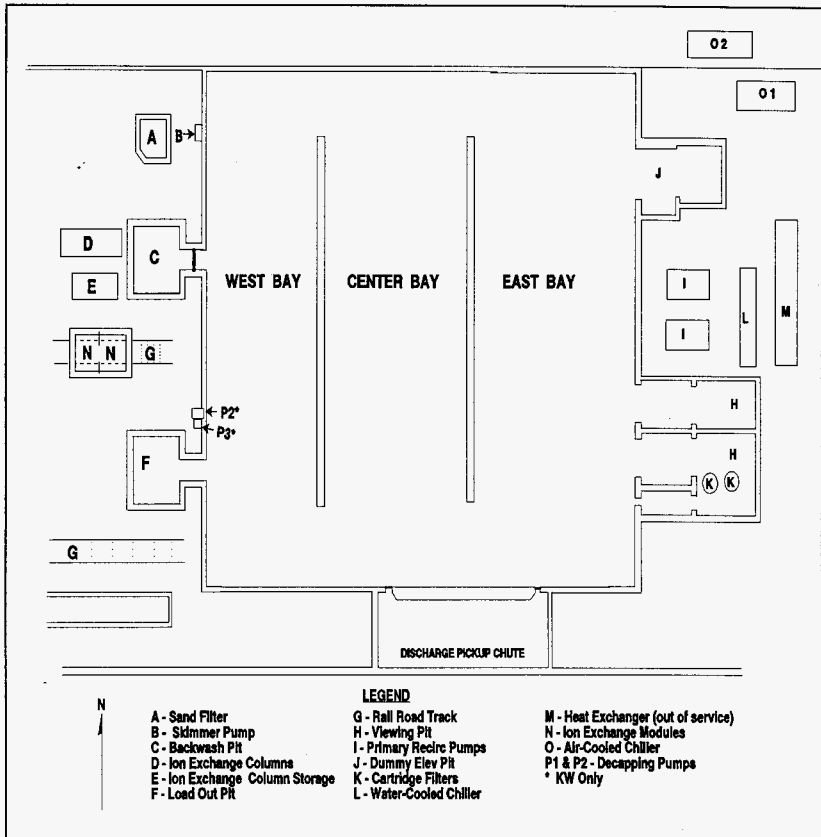 O2
O1
A
B
J
D
C
WEST BAY
CENTER BAY
EAST BAY
E
I
I
L
M
N N
G
P2*
P3*
H
F
H
K K
G
DISCHARGE PICKUP CHUTE
LEGEND
N
A - Sand Filter
B - Skimmer Pump
C - Backwash Pit
D - Ion Exchange Columns
E - Ion Exchange Column Storage
F - Load Out Pit
G - Rail Road Track
H - Viewing Pit
I - Primary Recirc Pumps
J - Dummy Elev Pit
K - Cartridge Filters
L - Water-Cooled Chiller
M - Heat Exchanger (out of service)
N - Ion Exchange Modules
O - Air-Cooled Chiller
P1 & P2 - Decapping Pumps
* KW Only